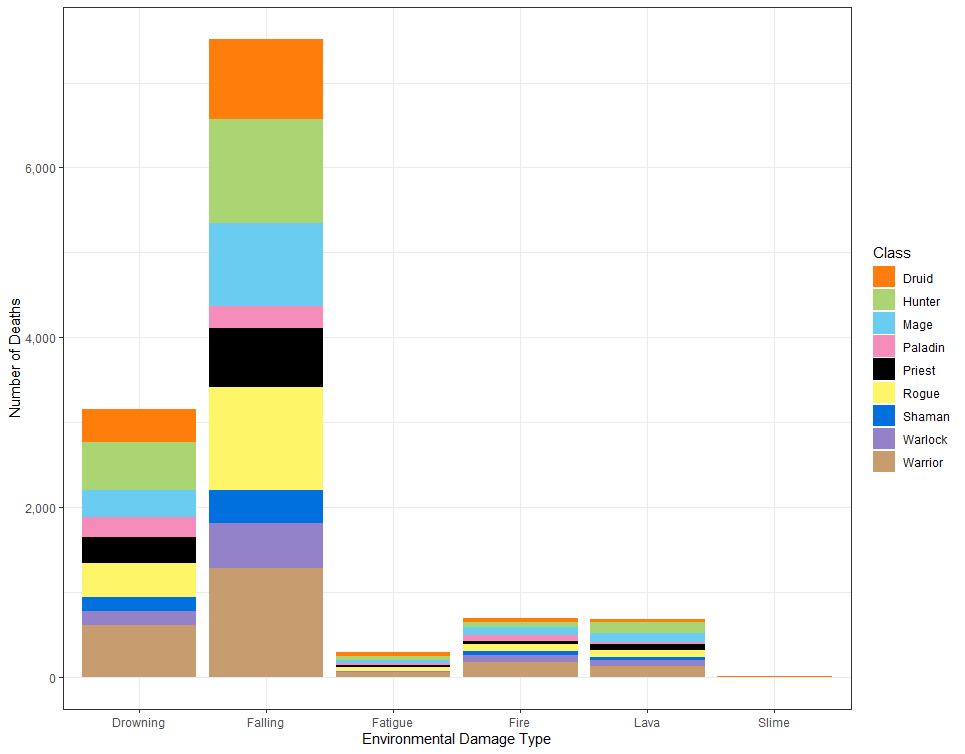 Number of Deaths
6,000
4,000
2,000
0
Drowning Falling Fatigue Fire Lava Slime
Environmental Damage Type
Class
Druid
Hunter
Mage
Paladin
Priest
Rogue
Shaman
Warlock
Warrior